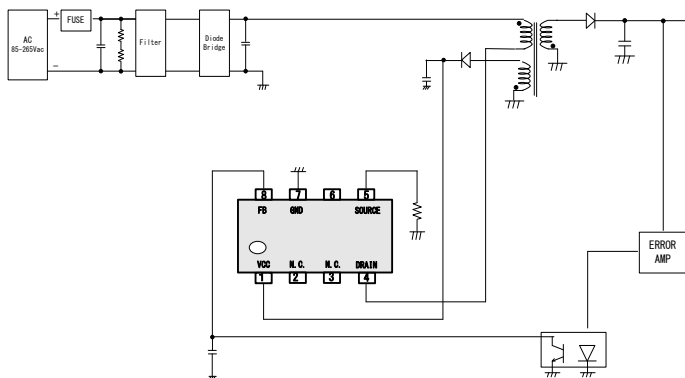 AC
85-265Vac
+
-
FUSE
Filter
Diode
Bridge
8
7
6
5
FB
GND
SOURCE
VCC
N.C.
N.C.
DRAIN
1
2
3
4
ERROR
AMP